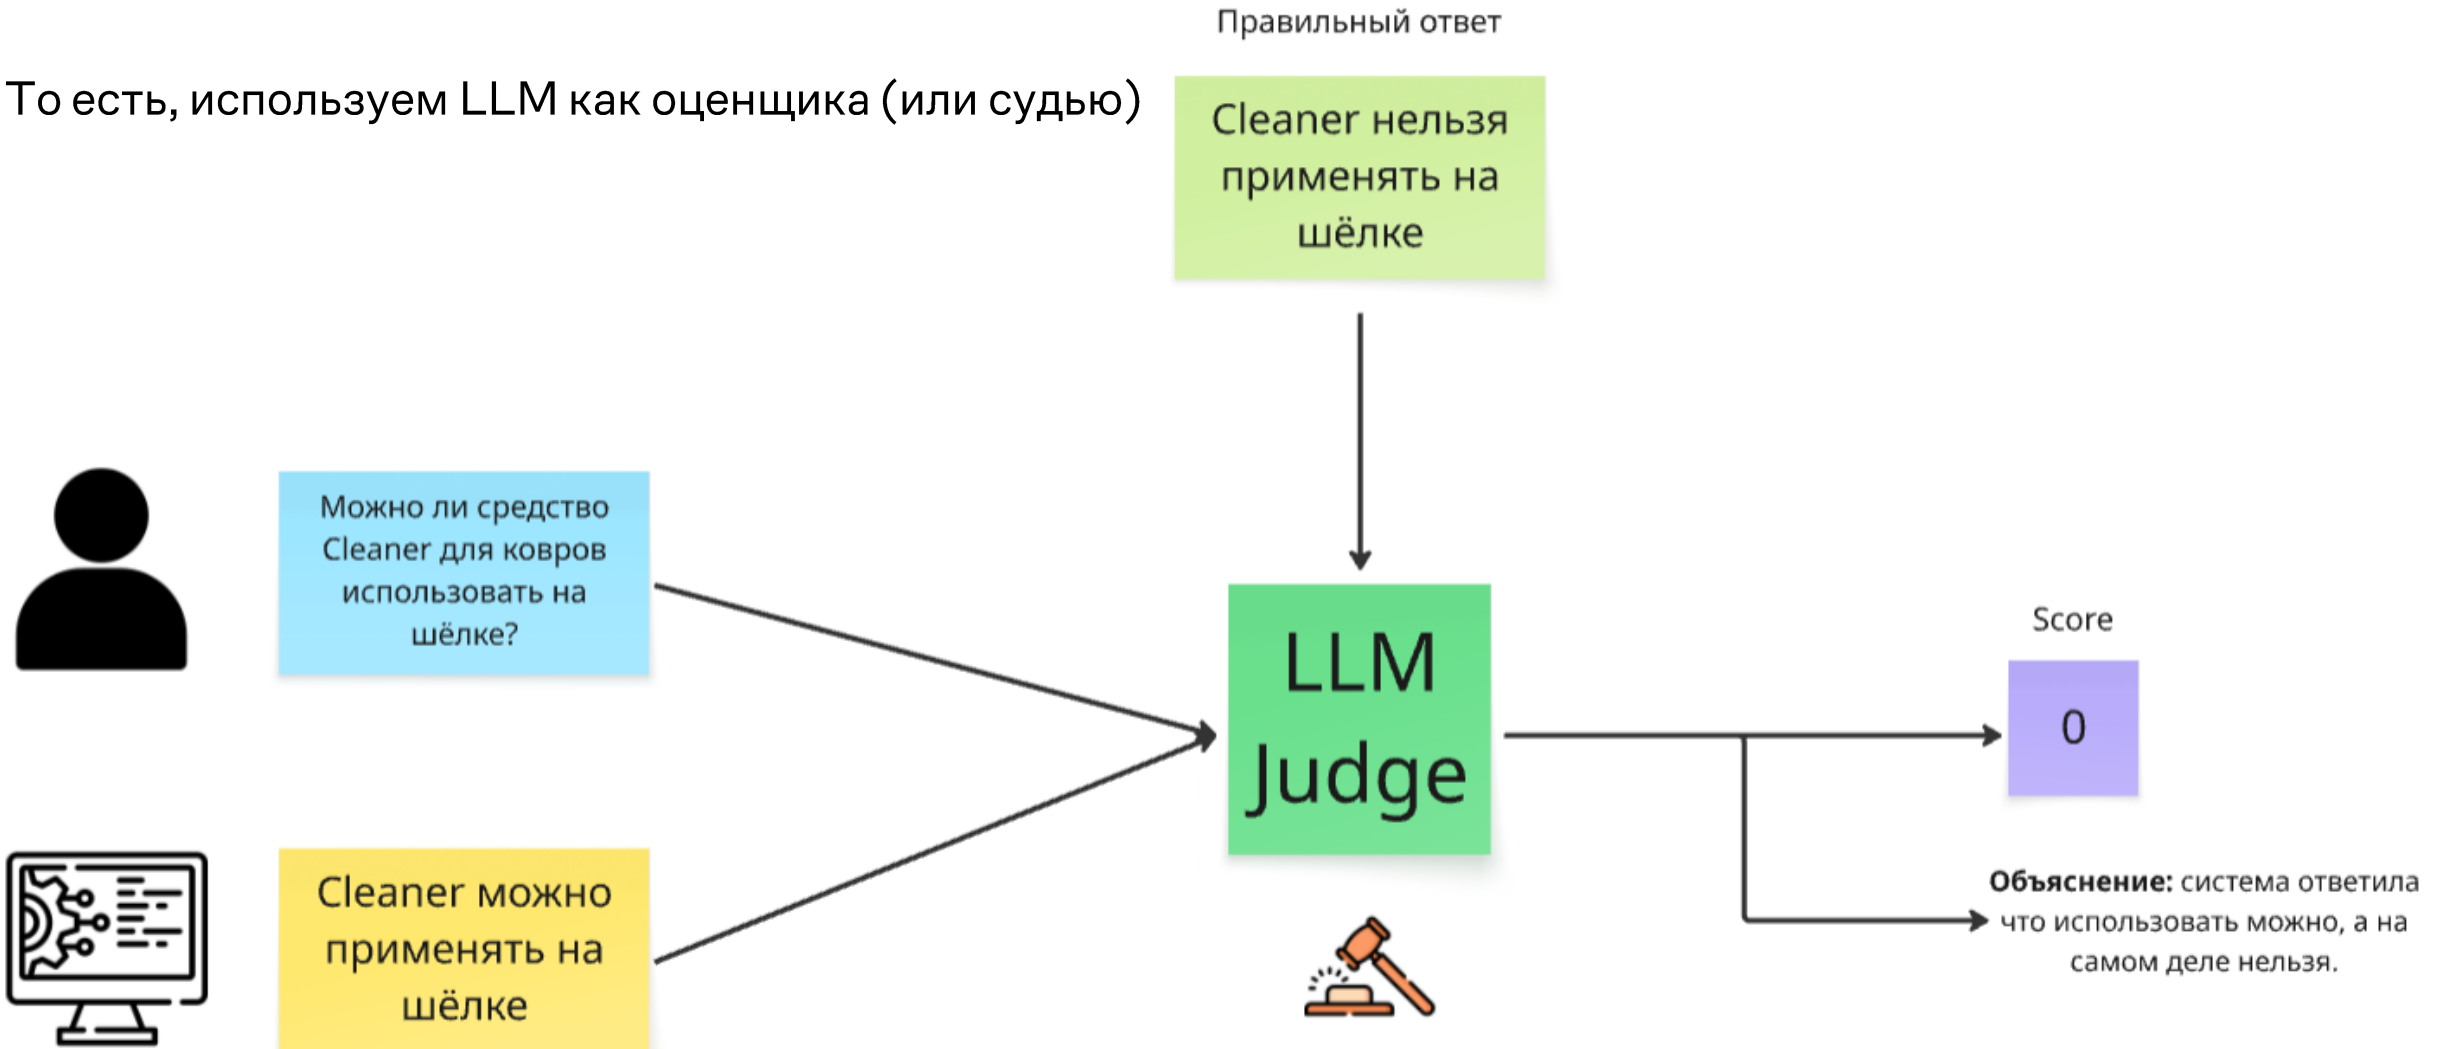 Правильный ответ
То есть, используем LLM как оценщика (или судью)
Cleaner нельзя
применять на
шёлке
Можно ли средство
Cleaner для ковров
использовать на
шёлке?
LLM
Judge
Score
0
Cleaner можно
применять на
шёлке
Объяснение: система ответила
что использовать можно, а на
самом деле нельзя.